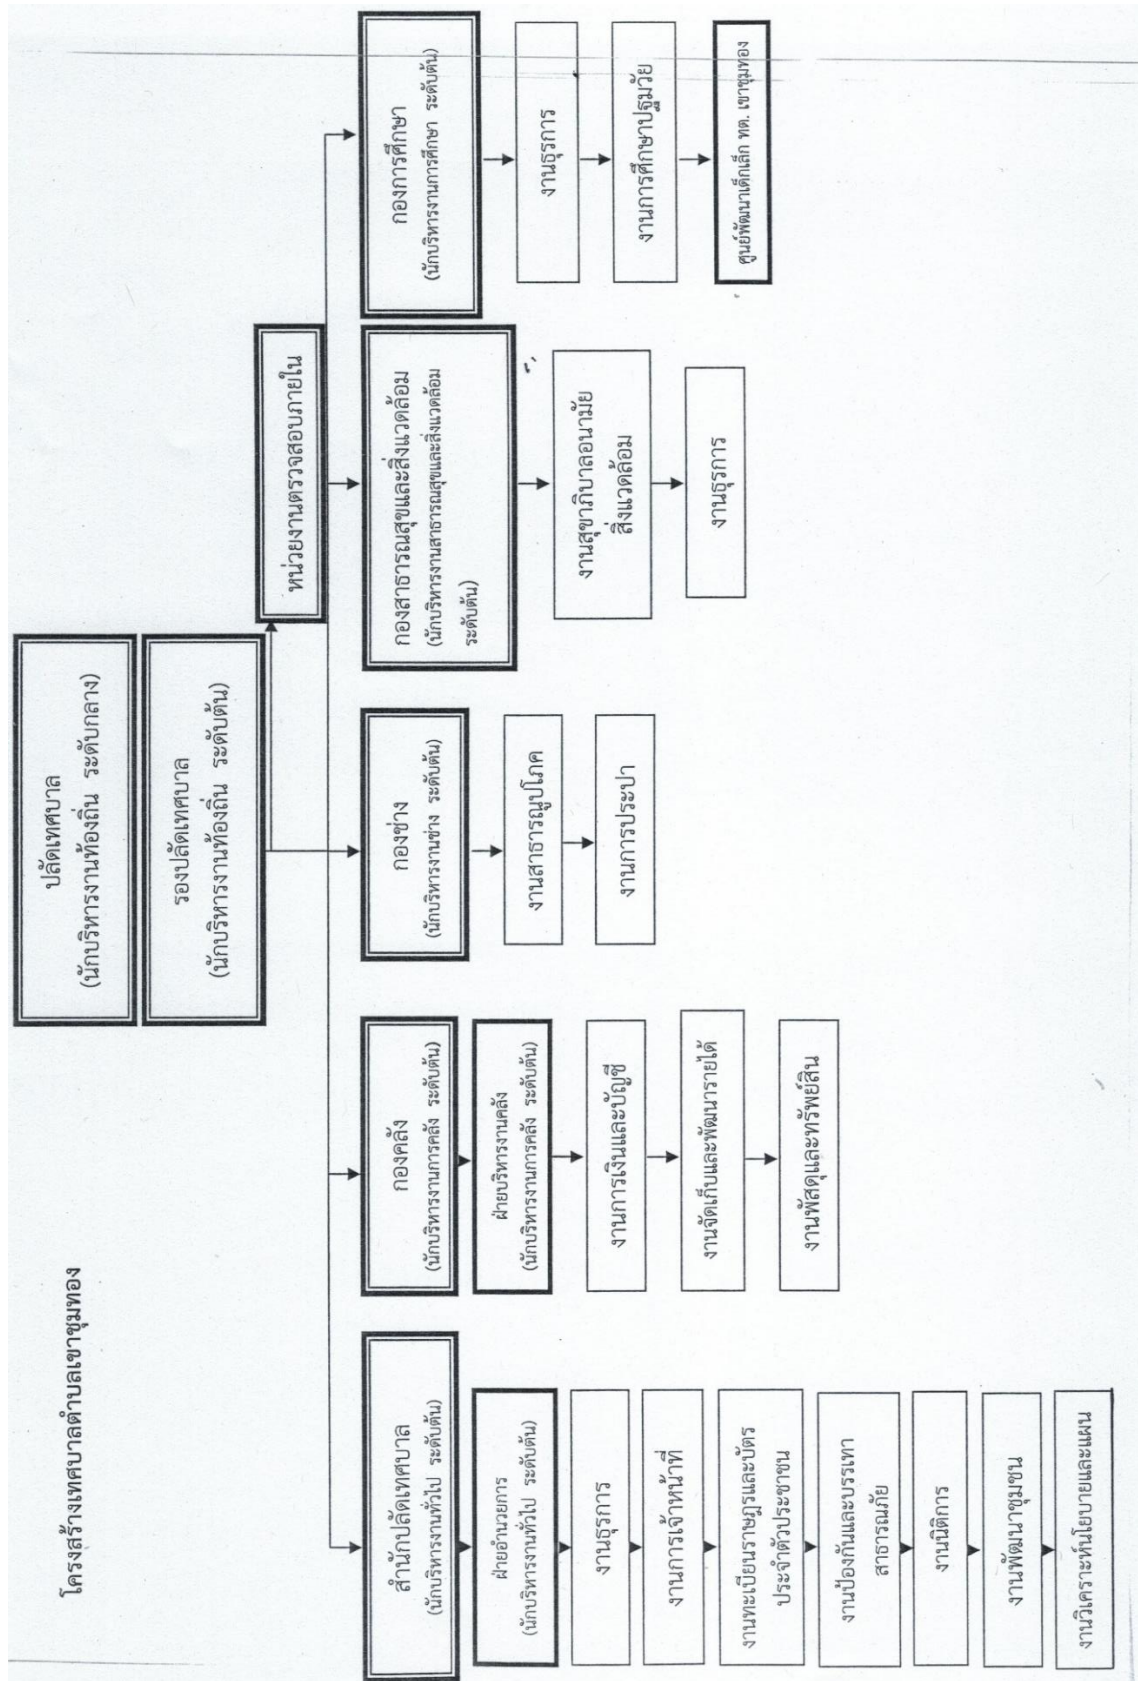 โครงสร้างเทศบาลตำบลเขาชุมทอง
ปลัดเทศบาล
(นักบริหารงานท้องถิ่น ระดับกลาง)
รองปลัดเทศบาล
(นักบริหารงานท้องถิ่น ระดับต้น)
หน่วยงานตรวจสอบภายใน
สำนักปลัดเทศบาล
(นักบริหารงานทั่วไป ระดับต้น)
ฝ่ายอำนวยการ
(นักบริหารงานทั่วไป ระดับต้น)
งานธุรการ
งานการเจ้าหน้าที่
งานทะเบียนราษฎรและบัตร
ประจำตัวประชาชน
งานป้องกันและบรรเทา
สาธารณภัย
งานนิติการ
งานพัฒนาชุมชน
งานวิเคราะห์นโยบายและแผน
กองคลัง
(นักบริหารงานการคลัง ระดับต้น)
ฝ่ายบริหารงานคลัง
(นักบริหารงานการคลัง ระดับต้น)
งานการเงินและบัญชี
งานจัดเก็บและพัฒนารายได้
งานพัสดุและทรัพย์สิน
กองช่าง
(นักบริหารงานช่าง ระดับต้น)
งานสาธารณูปโภค
งานการประปา
กองสาธารณสุขและสิ่งแวดล้อม
(นักบริหารงานสาธารณสุขและสิ่งแวดล้อม
ระดับต้น)
งานสุขาภิบาลอนามัย
สิ่งแวดล้อม
งานธุรการ
กองการศึกษา
(นักบริหารงานการศึกษา ระดับต้น)
งานธุรการ
งานการศึกษาปฐมวัย
ศูนย์พัฒนาเด็กเล็ก ทต. เขาชุมทอง